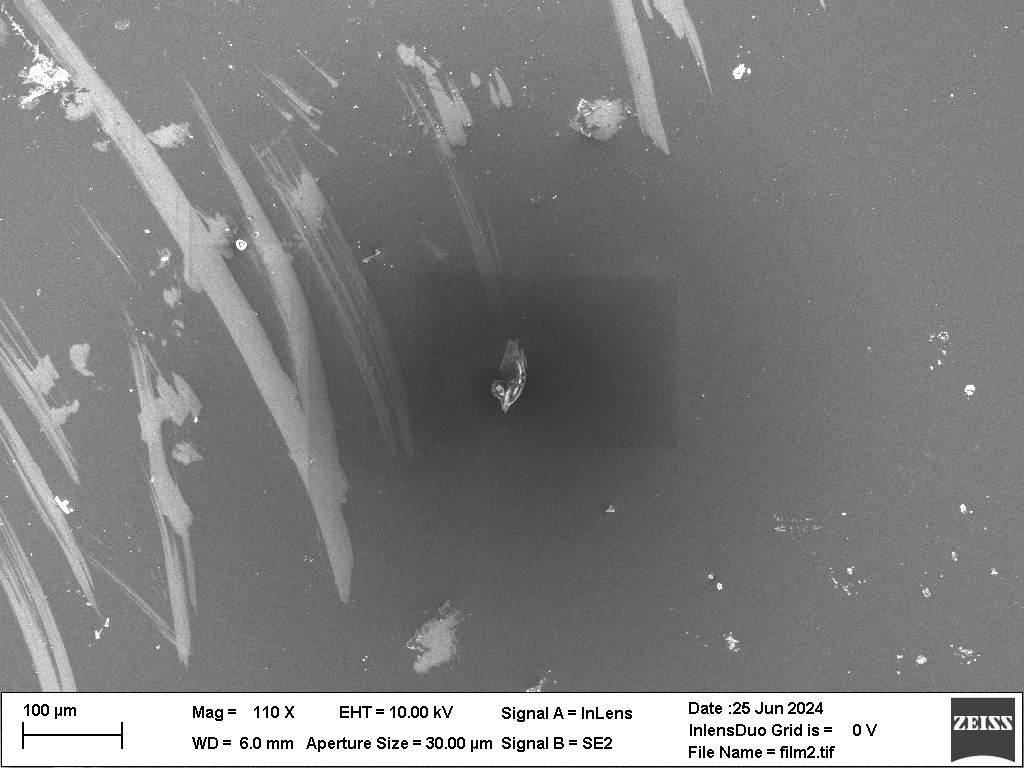 100 µm
Mag = 110 X EHT = 10.00 kV Signal A = InLens Date :25 Jun 2024
InlensDuo Grid is = 0 V
WD = 6.0 mm Aperture Size = 30.00 µm Signal B = SE2
File Name = film2.tif
ZEISS